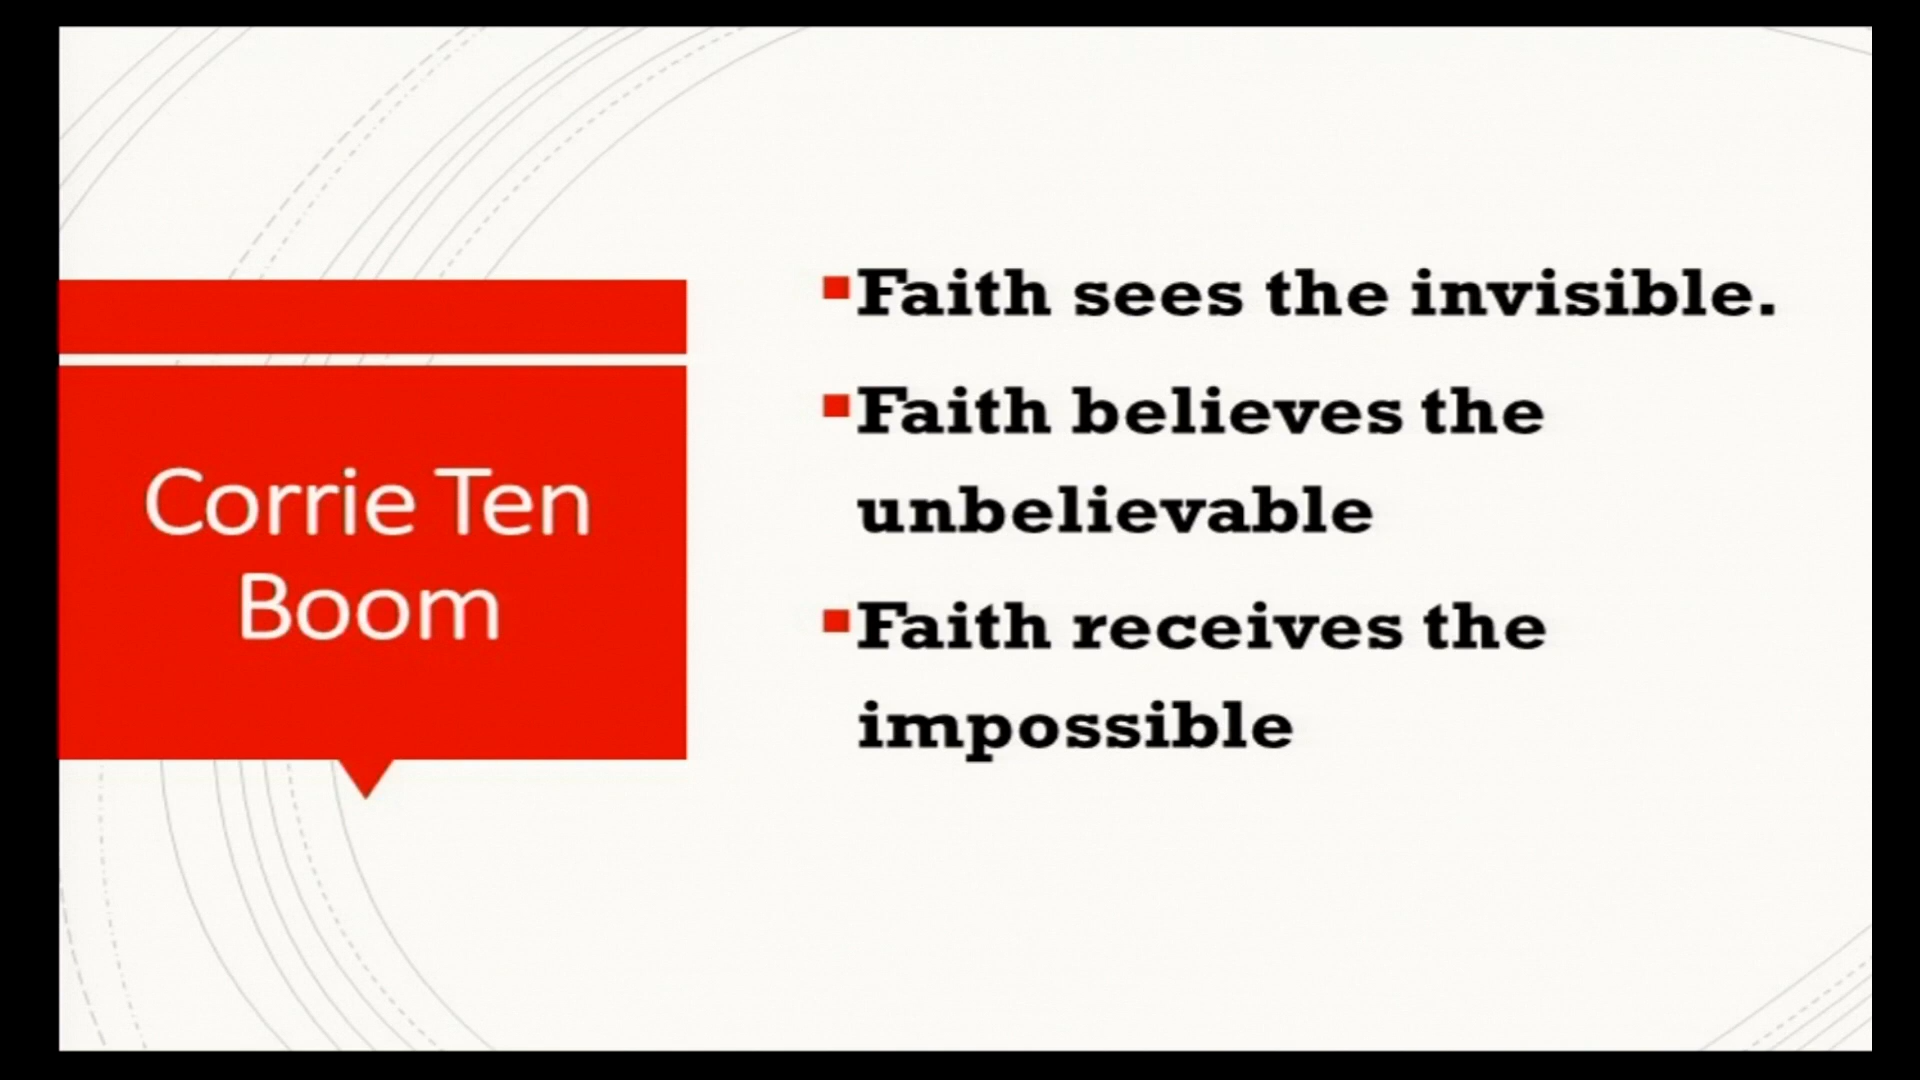 Corrie Ten
Boom
Faith sees the invisible.
Faith believes the
unbelievable
Faith receives the
impossible